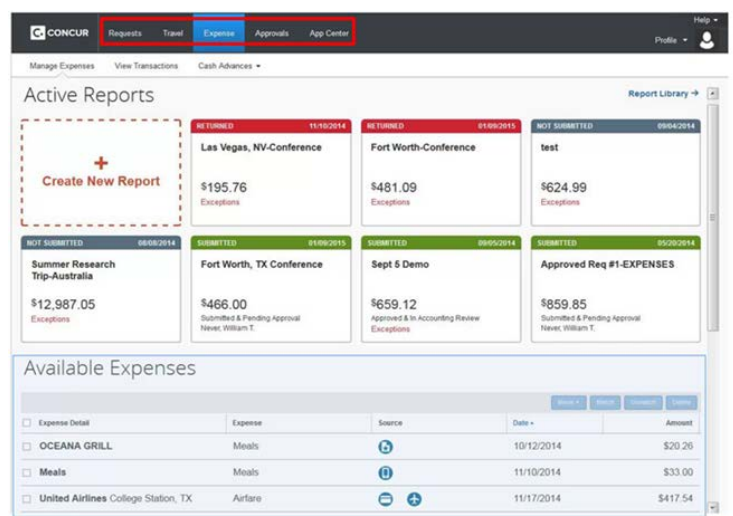 Help
C. CONCUR Requests Travel Expense Approvals App Center Profile
Manage Expenses View Transactions Cash Advances
Active Reports
Report Library →
+
Create New Report
RETURNED 11/10/2014
Las Vegas, NV-Conference
$195.76
Exceptions
RETURNED 01/09/2015
Fort Worth-Conference
$481.09
Exceptions
NOT SUBMITTED 09/04/2014
test
$624.99
Exceptions
NOT SUBMITTED 08/08/2014
Summer Research
Trip-Australia
$12,987.05
Exceptions
SUBMITTED 01/09/2015
Fort Worth, TX Conference
$466.00
Submitted & Pending Approval
Never, William T.
SUBMITTED 09/05/2014
Sept 5 Demo
$659.12
Approved & In Accounting Review
Exceptions
SUBMITTED 05/20/2014
Approved Req #1-EXPENSES
$859.85
Submitted & Pending Approval
Never, William T.
Available Expenses
Move Match Unmatch Delete
Expense Detail Expense Source Date Amount
OCEANA GRILL Meals 10/12/2014 $20.26
Meals Meals 11/10/2014 $33.00
United Airlines College Station, TX Airfare 11/17/2014 $417.54